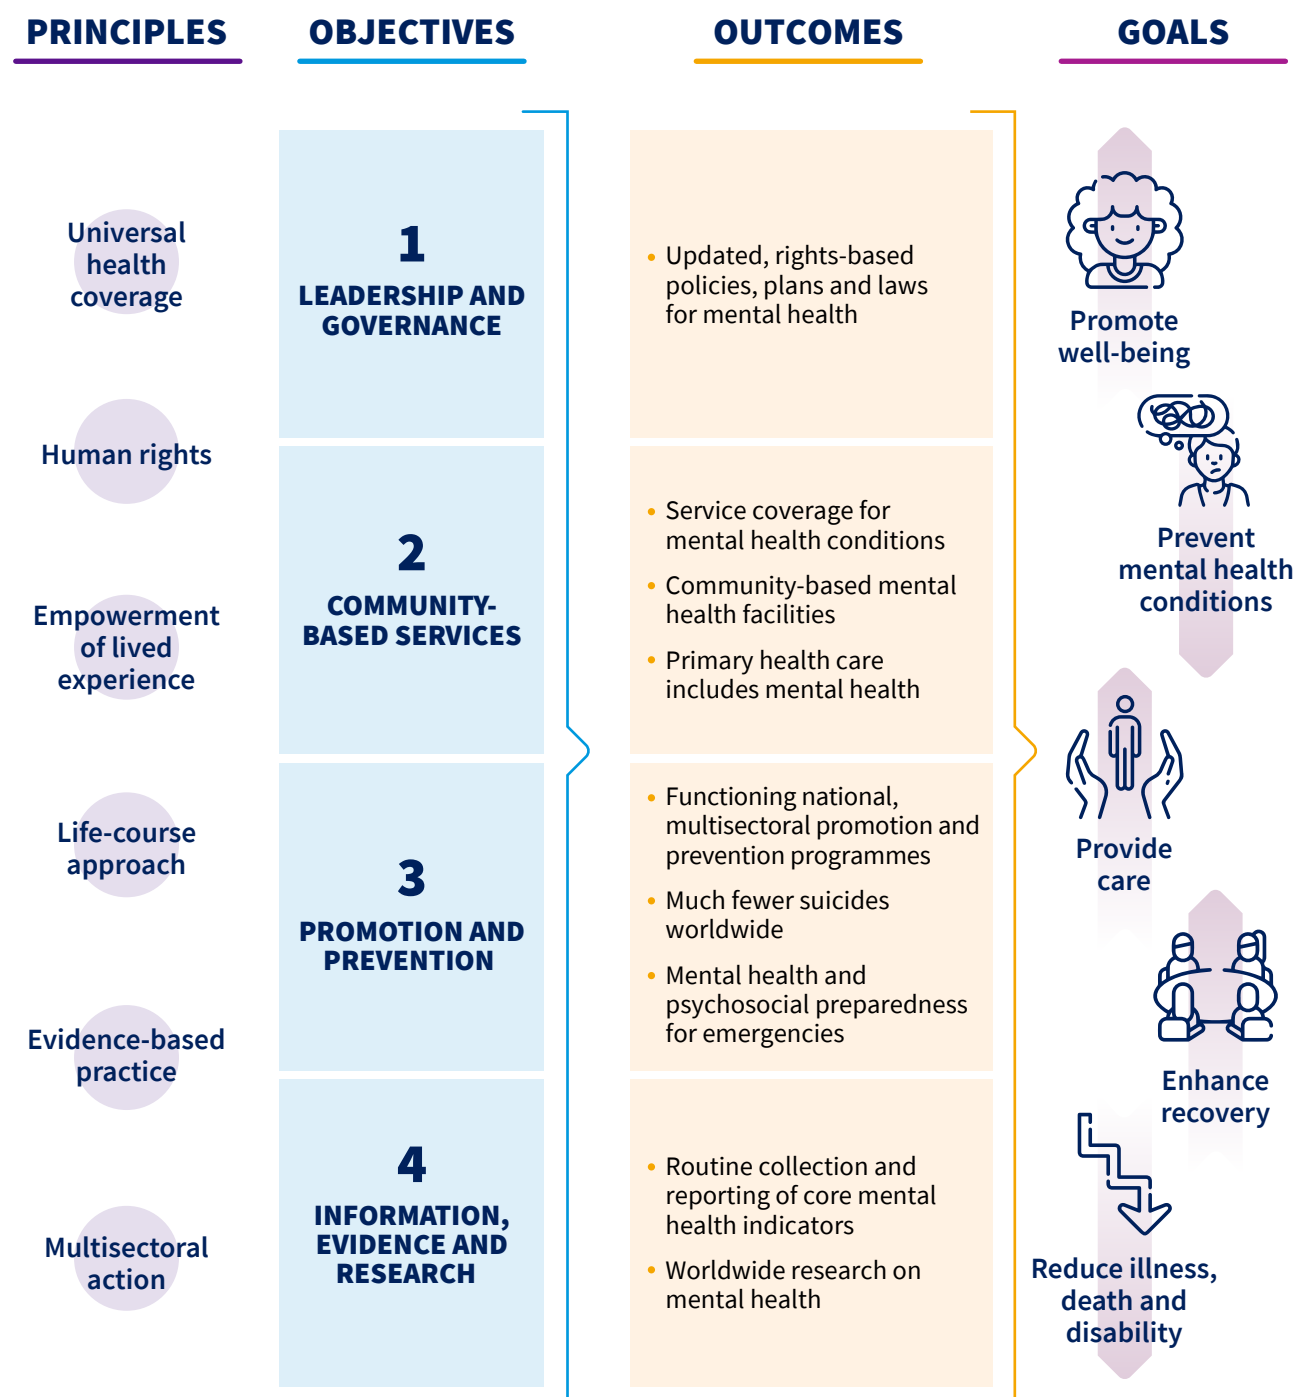 PRINCIPLES
OBJECTIVES
OUTCOMES
GOALS
Universal
health
coverage
Human rights
Empowerment
of lived
experience
Life-course
approach
Evidence-based
practice
Multisectoral
action
1
LEADERSHIP AND
GOVERNANCE
2
COMMUNITY-
BASED SERVICES
3
PROMOTION AND
PREVENTION
4
INFORMATION,
EVIDENCE AND
RESEARCH
• Updated, rights-based
policies, plans and laws
for mental health
• Service coverage for
mental health conditions
• Community-based mental
health facilities
• Primary health care
includes mental health
• Functioning national,
multisectoral promotion and
prevention programmes
• Much fewer suicides
worldwide
• Mental health and
psychosocial preparedness
for emergencies
• Routine collection and
reporting of core mental
health indicators
• Worldwide research on
mental health
Promote
well-being
Prevent
mental health
conditions
Provide
care
Enhance
recovery
Reduce illness,
death and
disability